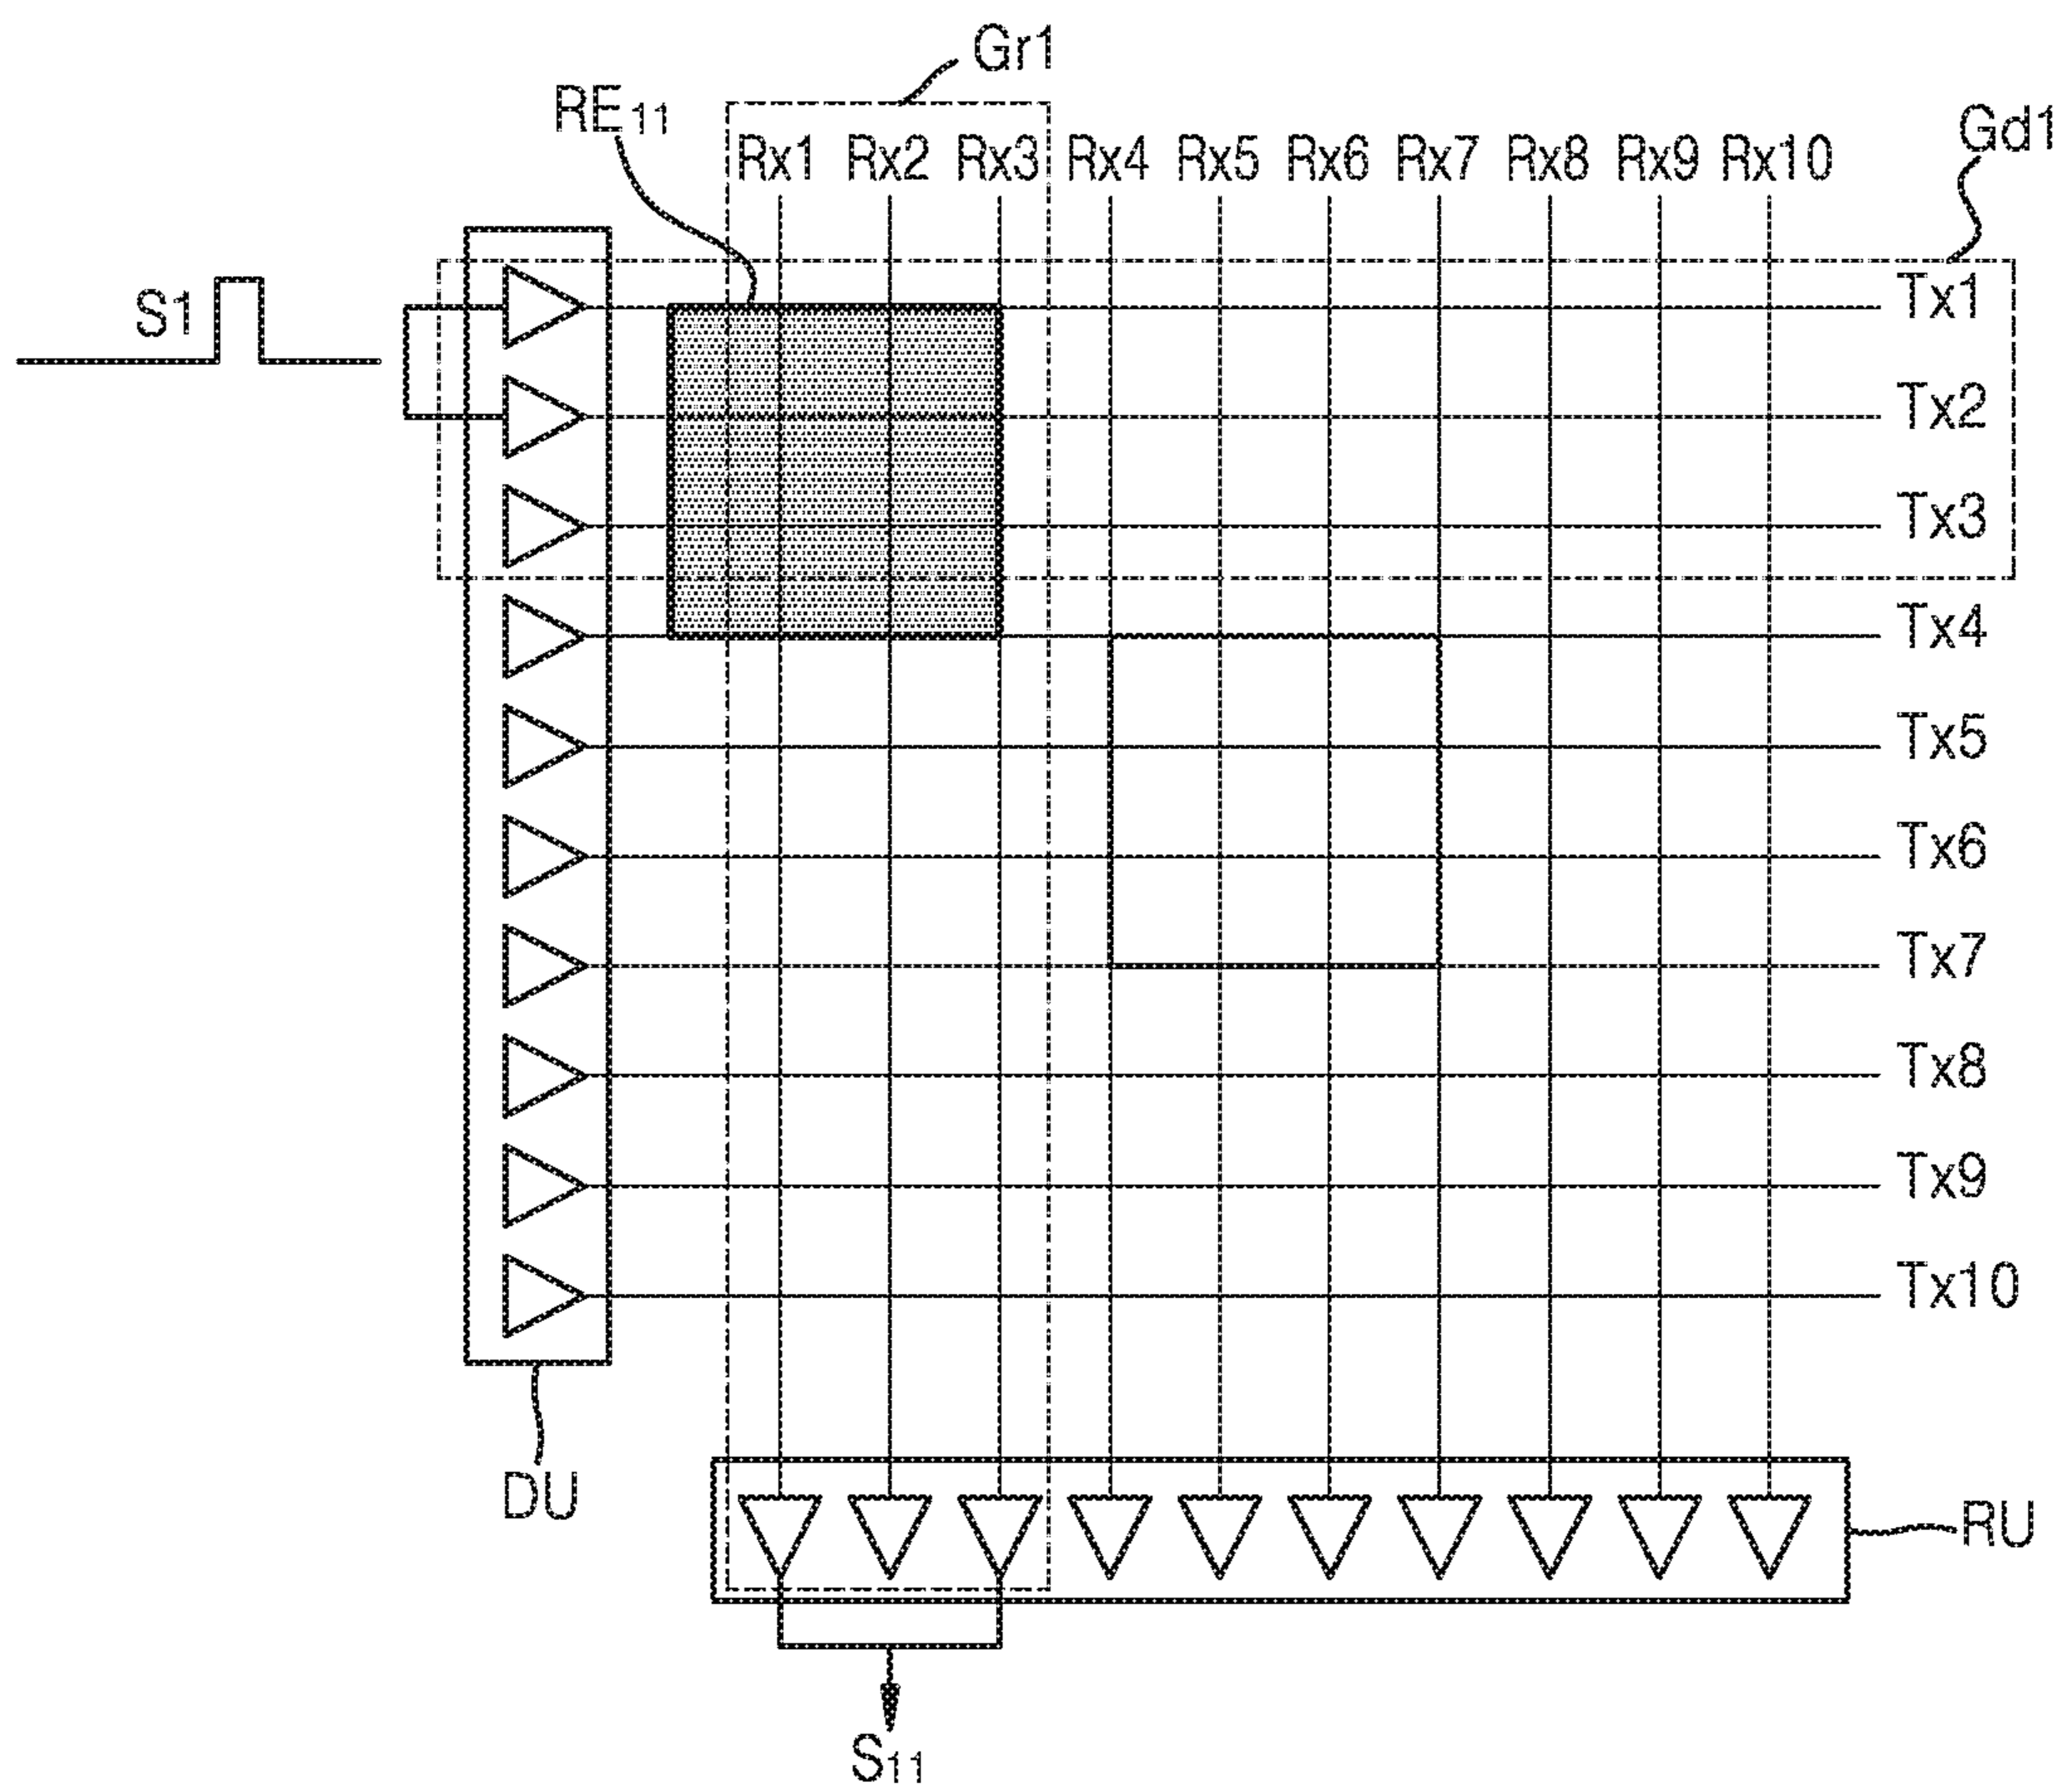 Gr1
RE11
Gd1
Rx1 Rx2 Rx3 Rx4 Rx5 Rx6 Rx7 Rx8 Rx9 Rx10
S1
Tx1
Tx2
Tx3
Tx4
Tx5
Tx6
Tx7
Tx8
Tx9
Tx10
DU
RU
S11